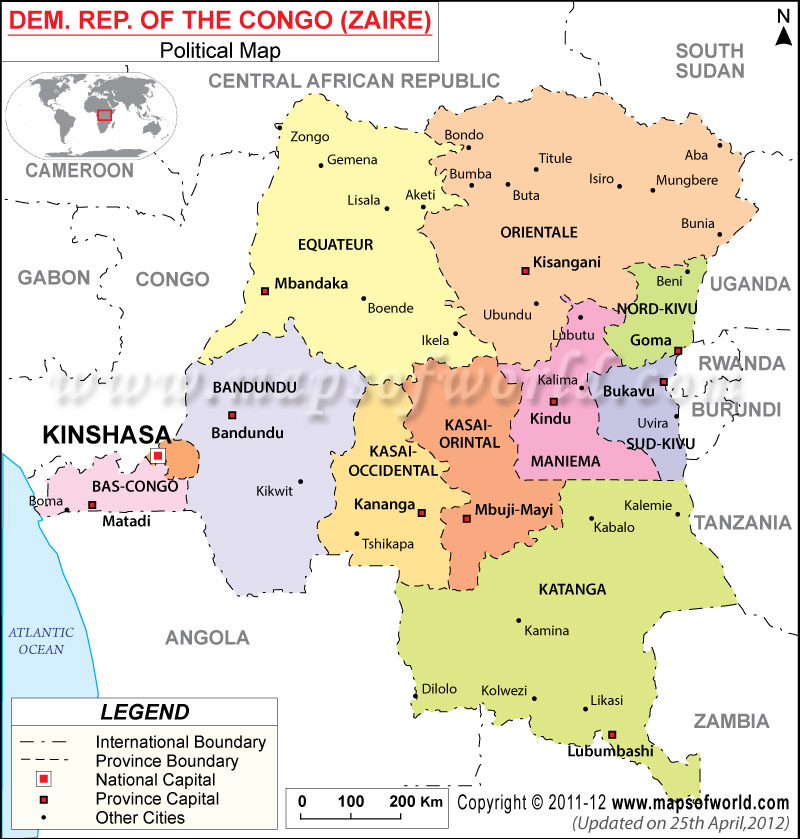 DEM. REP. OF THE CONGO (ZAIRE)
Political Map
N
SOUTH
SUDAN
CENTRAL AFRICAN REPUBLIC
CAMEROON
Zongo
Gemena
Lisala
Aketi
Bondo
Bumba
Buta
Titule
Isiro
Mungbere
Aba
Bunia
EQUATEUR
ORIENTALE
Kisangani
GABON
CONGO
Mbandaka
Boende
Ikela
Ubundu
Lubutu
Beni
NORD-KIVU
Goma
UGANDA
RWANDA
BURUNDI
www.mapsofworld.com
BANDUNDU
Bandundu
Kikwit
KINSHASA
BAS-CONGO
Boma
Matadi
KASAI-
OCCIDENTAL
Kananga
Tshikapa
KASAI-
ORINTAL
Mbuji-Mayi
Kalima
Kindu
MANIEMA
Bukavu
Uvira
SUD-KIVU
Kalemie
Kabalo
TANZANIA
KATANGA
Kamina
Dilolo
Kolwezi
Likasi
Lubumbashi
ANGOLA
ZAMBIA
ATLANTIC
OCEAN
LEGEND
International Boundary
Province Boundary
National Capital
Province Capital
Other Cities
0 100 200 Km
Copyright © 2011-12 www.mapsofworld.com
(Updated on 25th April,2012)